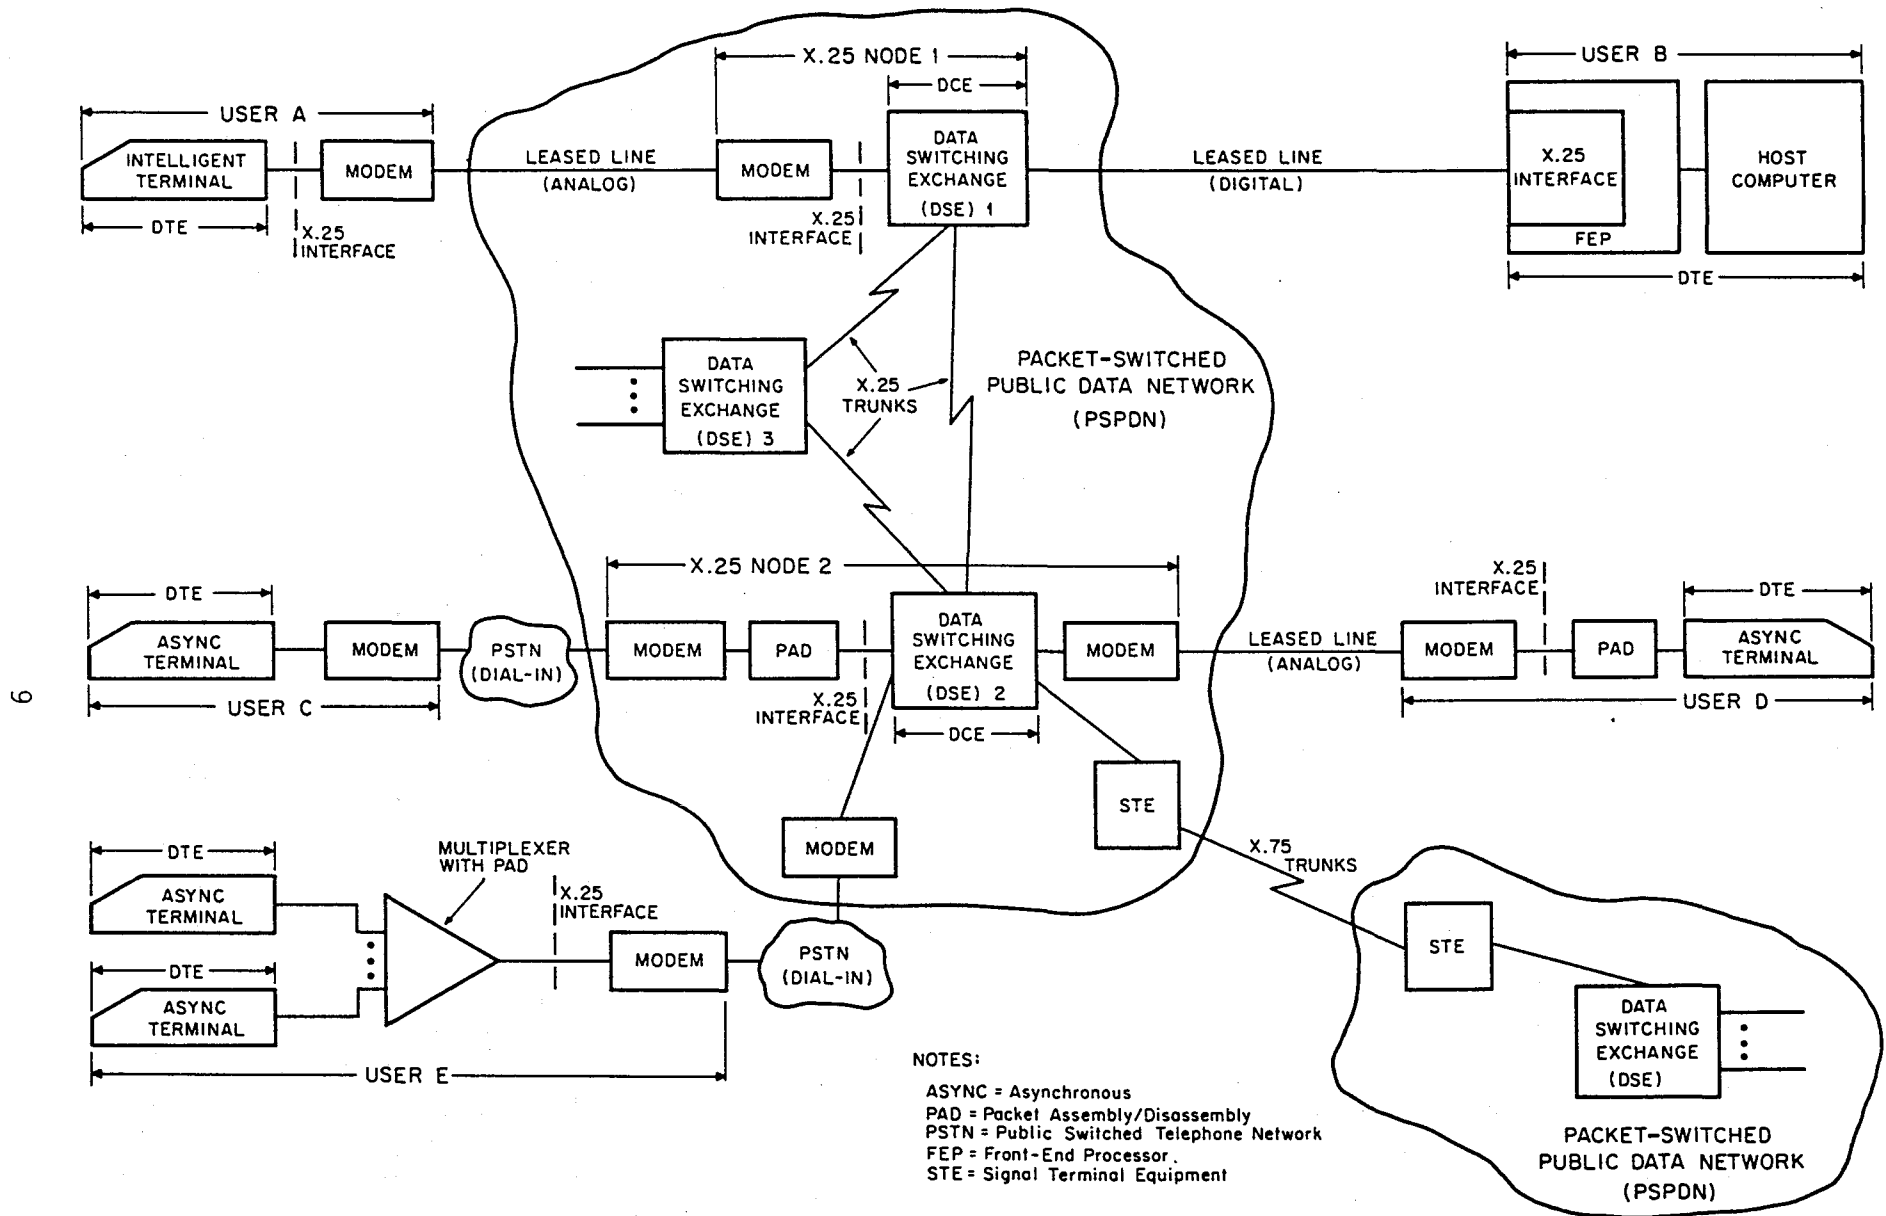 X.25 NODE 1
DCE
USER B
USER A
INTELLIGENT
TERMINAL
MODEM
LEASED LINE
(ANALOG)
MODEM
DATA
SWITCHING
EXCHANGE
(DSE) 1
LEASED LINE
(DIGITAL)
X.25
INTERFACE
FEP
HOST
COMPUTER
DTE
X.25
INTERFACE
X.25
INTERFACE
DTE
DATA
SWITCHING
EXCHANGE
(DSE) 3
X.25
TRUNKS
PACKET-SWITCHED
PUBLIC DATA NETWORK
(PSPDN)
X.25 NODE 2
DTE
ASYNC
TERMINAL
MODEM
PSTN
(DIAL-IN)
MODEM
PAD
DATA
SWITCHING
EXCHANGE
(DSE) 2
MODEM
LEASED LINE
(ANALOG)
X.25
INTERFACE
DTE
MODEM
PAD
ASYNC
TERMINAL
USER C
X.25
INTERFACE
DCE
USER D
6
STE
MODEM
X.75
TRUNKS
DTE
MULTIPLEXER
WITH PAD
ASYNC
TERMINAL
X.25
INTERFACE
DTE
ASYNC
TERMINAL
MODEM
PSTN
(DIAL-IN)
USER E
STE
DATA
SWITCHING
EXCHANGE
(DSE)
PACKET-SWITCHED
PUBLIC DATA NETWORK
(PSPDN)
NOTES:
ASYNC = Asynchronous
PAD = Packet Assembly/Disassembly
PSTN = Public Switched Telephone Network
FEP = Front-End Processor.
STE = Signal Terminal Equipment